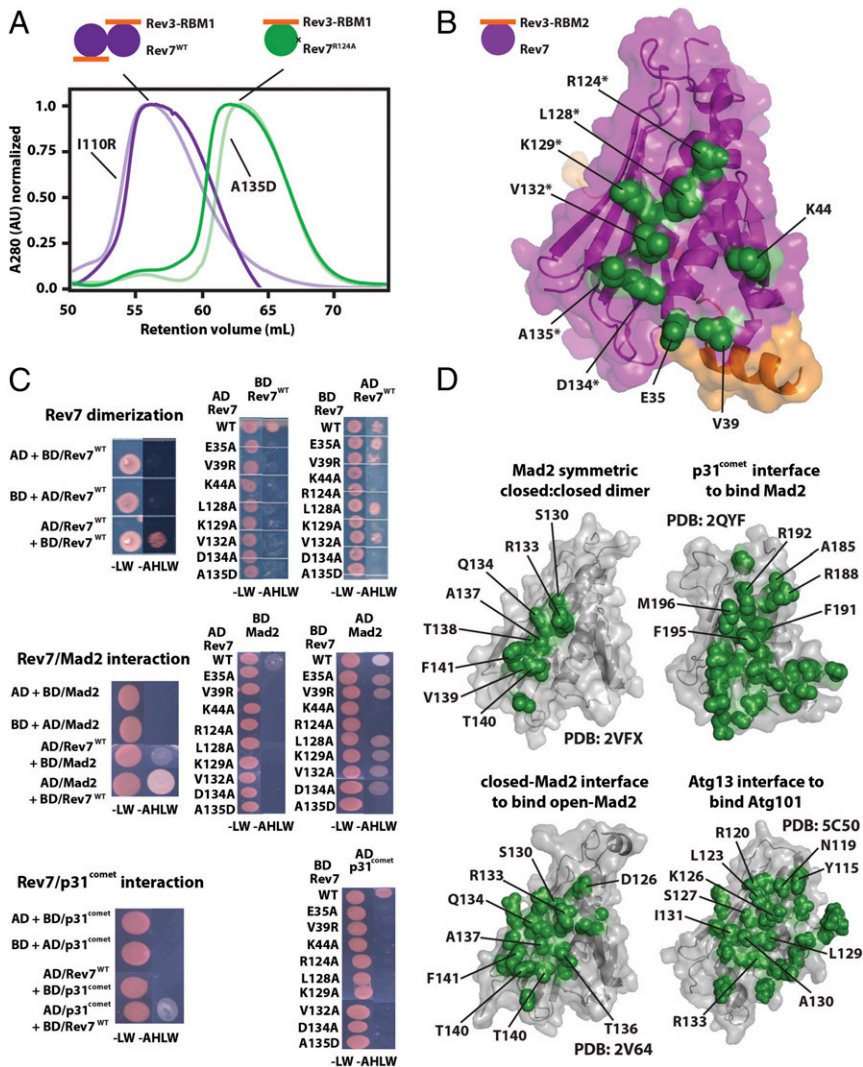 A
Rev3-RBM1
Rev7WT
Rev3-RBM1
Rev7R124A
x
A280 (AU) normalized
1.0
0.75
0.50
0.25
0.0
I110R
A135D
50
60
65
70
Retention volume (mL)
B
Rev3-RBM2
Rev7
R124*
L128*
K129*
V132*
K44
A135*
D134*
E35
V39
C
Rev7 dimerization
AD + BD/Rev7WT
BD + AD/Rev7WT
AD/Rev7WT
+ BD/Rev7WT
-LW -AHLW
AD
Rev7
BD
Rev7WT
WT
E35A
V39R
K44A
L128A
K129A
V132A
D134A
A135D
-LW -AHLW
BD
Rev7
AD
Rev7WT
WT
E35A
V39R
K44A
R124A
L128A
K129A
V132A
D134A
A135D
-LW -AHLW
Rev7/Mad2 interaction
AD + BD/Mad2
BD + AD/Mad2
AD/Rev7WT
+ BD/Mad2
AD/Mad2
+ BD/Rev7WT
-LW -AHLW
AD
Rev7
BD
Mad2
WT
E35A
V39R
K44A
R124A
L128A
K129A
V132A
D134A
A135D
-LW -AHLW
BD
Rev7
AD
Mad2
WT
E35A
V39R
K44A
R124A
L128A
K129A
V132A
D134A
A135D
-LW -AHLW
Rev7/p31comet interaction
AD + BD/p31comet
BD + AD/p31comet
AD/Rev7WT
+ BD/p31comet
AD/p31comet
+ BD/Rev7WT
-LW -AHLW
BD
Rev7
AD
p31comet
WT
E35A
V39R
K44A
R124A
L128A
K129A
V132A
D134A
A135D
-LW -AHLW
D
Mad2 symmetric
closed:closed dimer
S130
R133
Q134
A137
T138
F141
V139
T140
PDB: 2VFX
p31comet interface
to bind Mad2
PDB: 2QYF
R192
A185
R188
M196
F191
F195
closed-Mad2 interface
to bind open-Mad2
S130
R133
D126
Q134
A137
F141
T140
T140
T136
PDB: 2V64
Atg13 interface to
bind Atg101
PDB: 5C50
R120
N119
L123
Y115
K126
S127
I131
L129
A130
R133